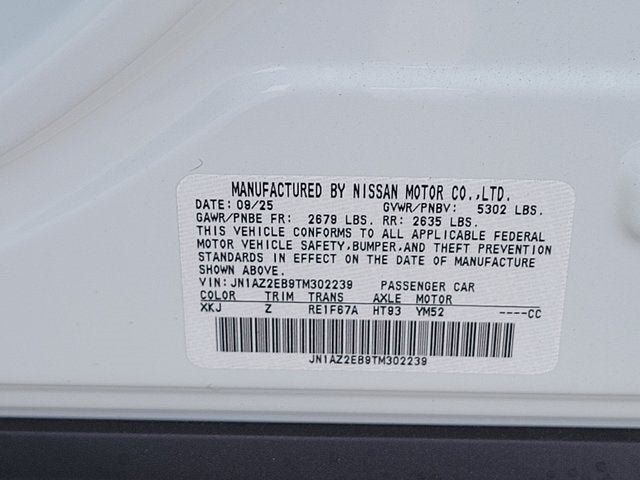 MANUFACTURED BY NISSAN MOTOR CO.,LTD.
DATE: 09/25 GVWR/PNBV: 5302 LBS.
GAWR/PNBE FR: 2679 LBS. RR: 2635 LBS.
THIS VEHICLE CONFORMS TO ALL APPLICABLE FEDERAL
MOTOR VEHICLE SAFETY,BUMPER,AND THEFT PREVENTION
STANDARDS IN EFFECT ON THE DATE OF MANUFACTURE
SHOWN ABOVE.
VIN: JN1AZ2EB9TM302239 PASSENGER CAR
COLOR TRIM TRANS AXLE MOTOR
XKJ Z RE1F67A HT93 YM52 ----CC
JN1AZ2EB9TM302239